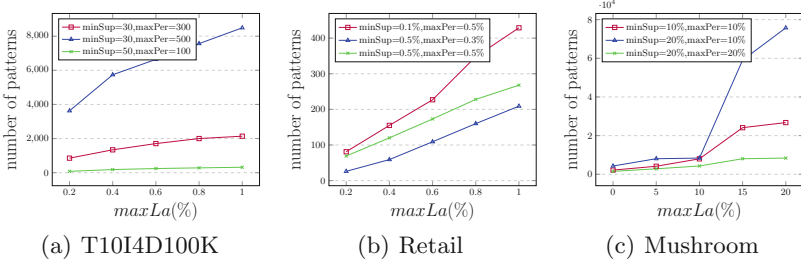 number of patterns
8,000
6,000
4,000
2,000
0
minSup=30,maxPer=300
minSup=30,maxPer=500
minSup=50,maxPer=100
0.2 0.4 0.6 0.8 1
maxLa(%)
(a) T10I4D100K
number of patterns
400
300
200
100
0
minSup=0.1%,maxPer=0.5%
minSup=0.5%,maxPer=0.3%
minSup=0.5%,maxPer=0.5%
0.2 0.4 0.6 0.8 1
maxLa(%)
(b) Retail
number of patterns
·10⁴
8
6
4
2
0
minSup=10%,maxPer=10%
minSup=20%,maxPer=10%
minSup=20%,maxPer=20%
0 5 10 15 20
maxLa(%)
(c) Mushroom